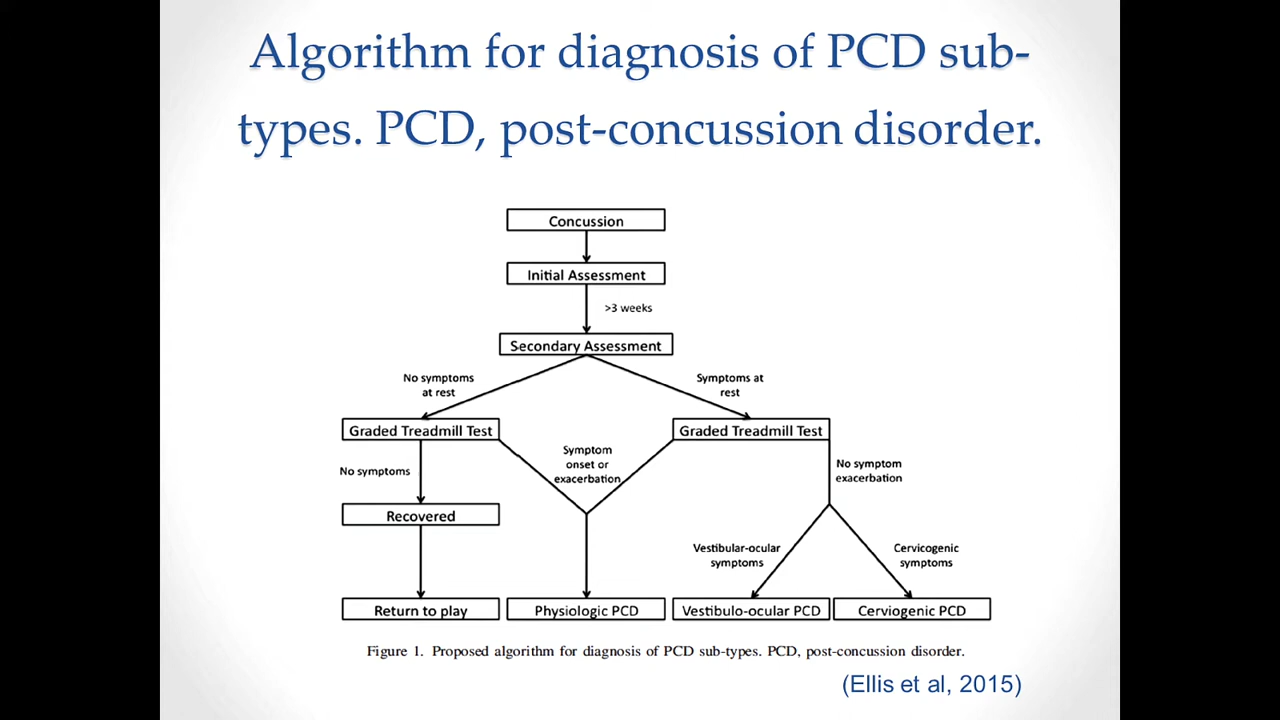 Algorithm for diagnosis of PCD sub-
types. PCD, post-concussion disorder.
Concussion
Initial Assessment
>3 weeks
Secondary Assessment
No symptoms
at rest
Symptoms at
rest
Graded Treadmill Test
Graded Treadmill Test
No symptoms
Symptom
onset or
exacerbation
No symptom
exacerbation
Recovered
Vestibular-ocular
symptoms
Cervicogenic
symptoms
Return to play
Physiologic PCD
Vestibulo-ocular PCD
Cerviogenic PCD
Figure 1. Proposed algorithm for diagnosis of PCD sub-types. PCD, post-concussion disorder.
(Ellis et al, 2015)